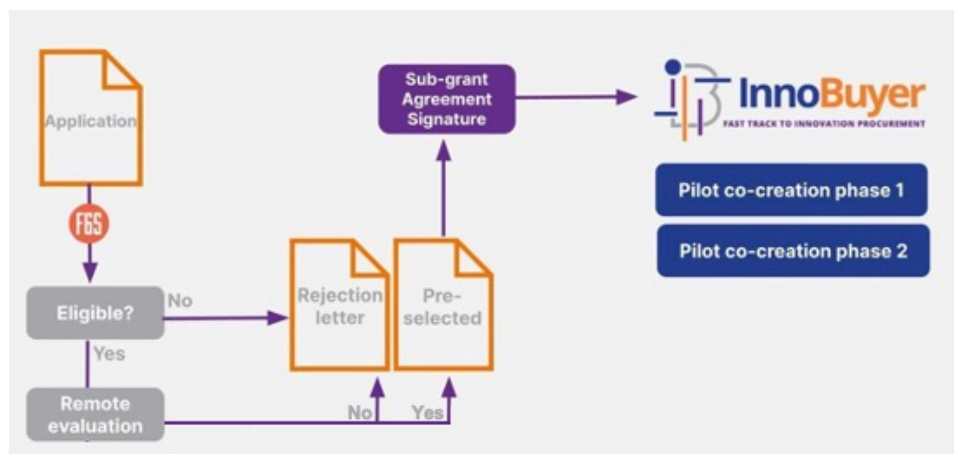 Application
F6S
Eligible?
No
Yes
Remote
evaluation
No
Yes
Rejection
letter
Pre-
selected
Sub-grant
Agreement
Signature
InnoBuyer
FAST TRACK TO INNOVATION PROCUREMENT
Pilot co-creation phase 1
Pilot co-creation phase 2